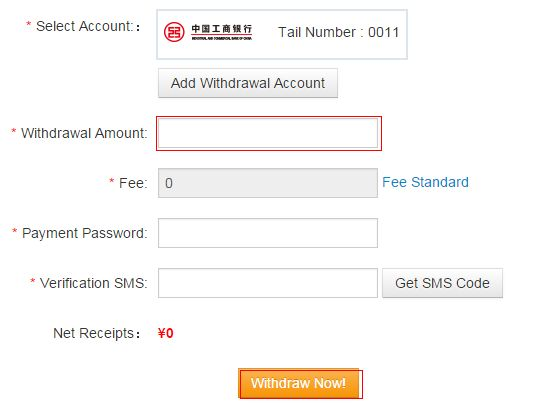 * Select Account:：
中国工商银行
INDUSTRIAL AND COMMERCIAL BANK OF CHINA
Tail Number : 0011
Add Withdrawal Account
* Withdrawal Amount:
* Fee:
0
Fee Standard
* Payment Password:
* Verification SMS:
Get SMS Code
Net Receipts：
¥0
Withdraw Now!